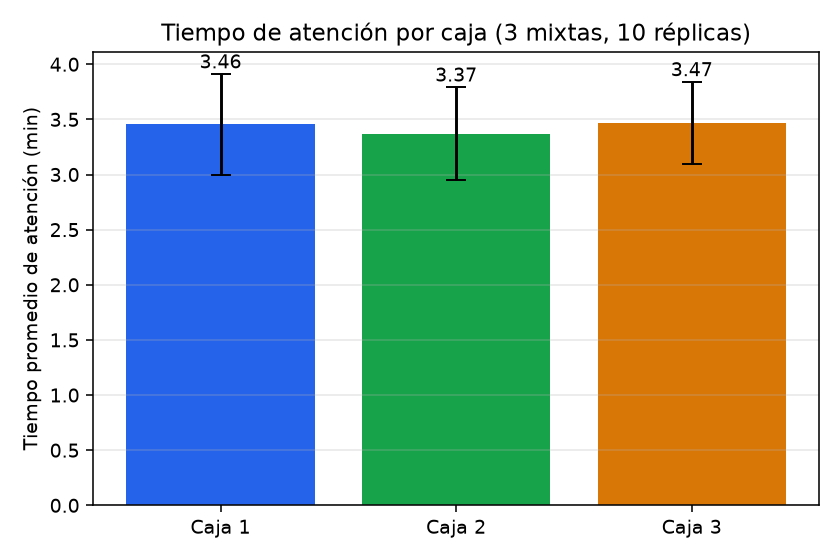 Tiempo de atención por caja (3 mixtas, 10 réplicas)
Tiempo promedio de atención (min)
4.0
3.5
3.0
2.5
2.0
1.5
1.0
0.5
0.0
3.46
3.37
3.47
Caja 1
Caja 2
Caja 3